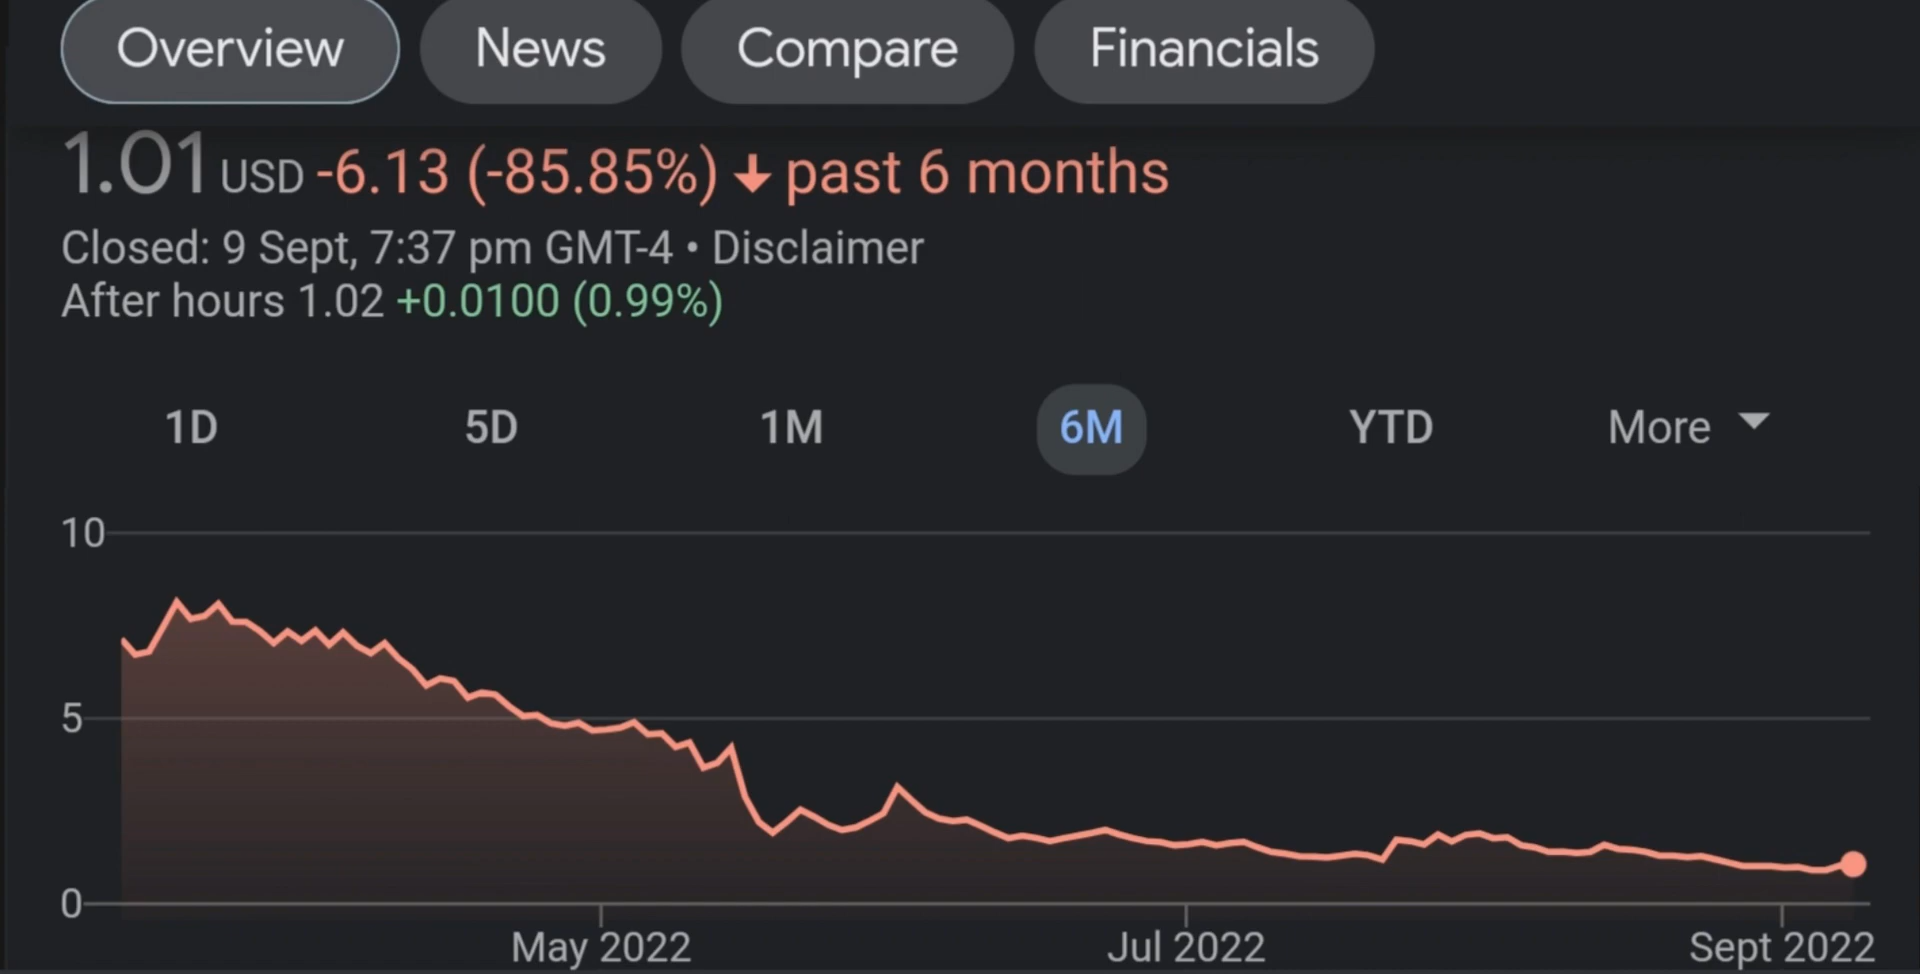 Overview News Compare Financials
1.01 USD -6.13 (-85.85%) ↓ past 6 months
Closed: 9 Sept, 7:37 pm GMT-4 • Disclaimer
After hours 1.02 +0.0100 (0.99%)
1D 5D 1M 6M YTD More
10
5
0
May 2022 Jul 2022 Sept 2022